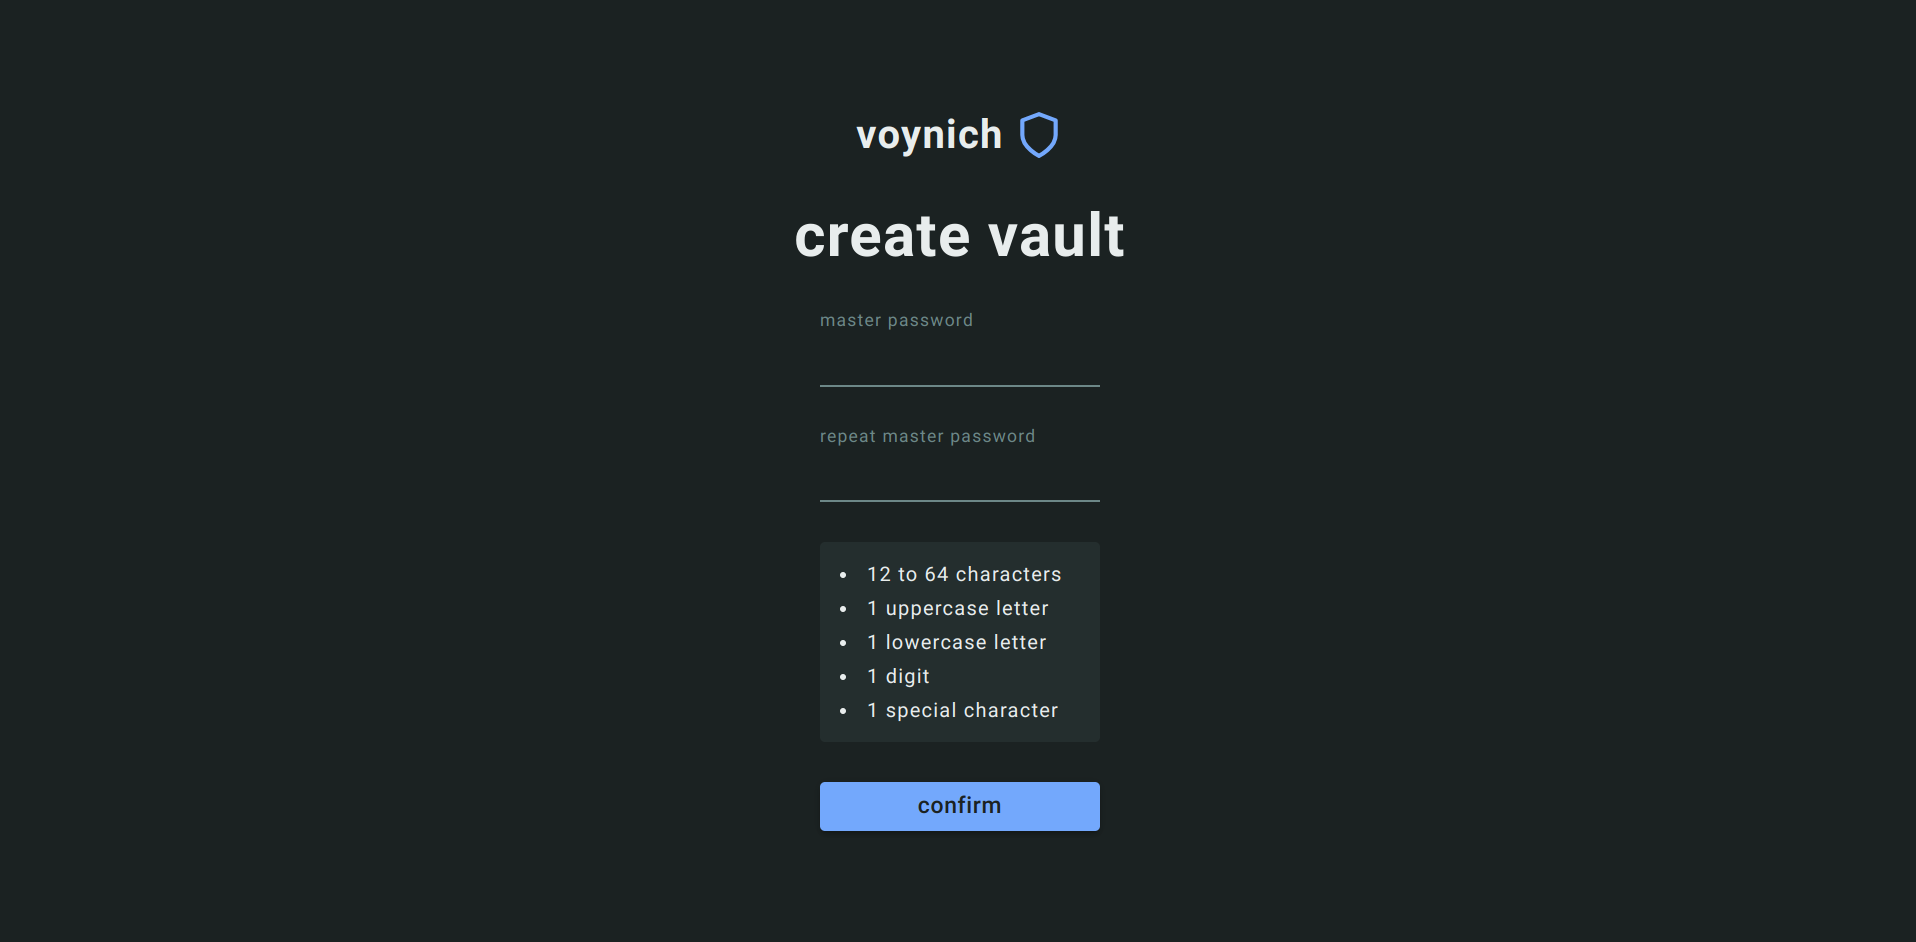 voynich
create vault
master password
repeat master password
12 to 64 characters
1 uppercase letter
1 lowercase letter
1 digit
1 special character
confirm